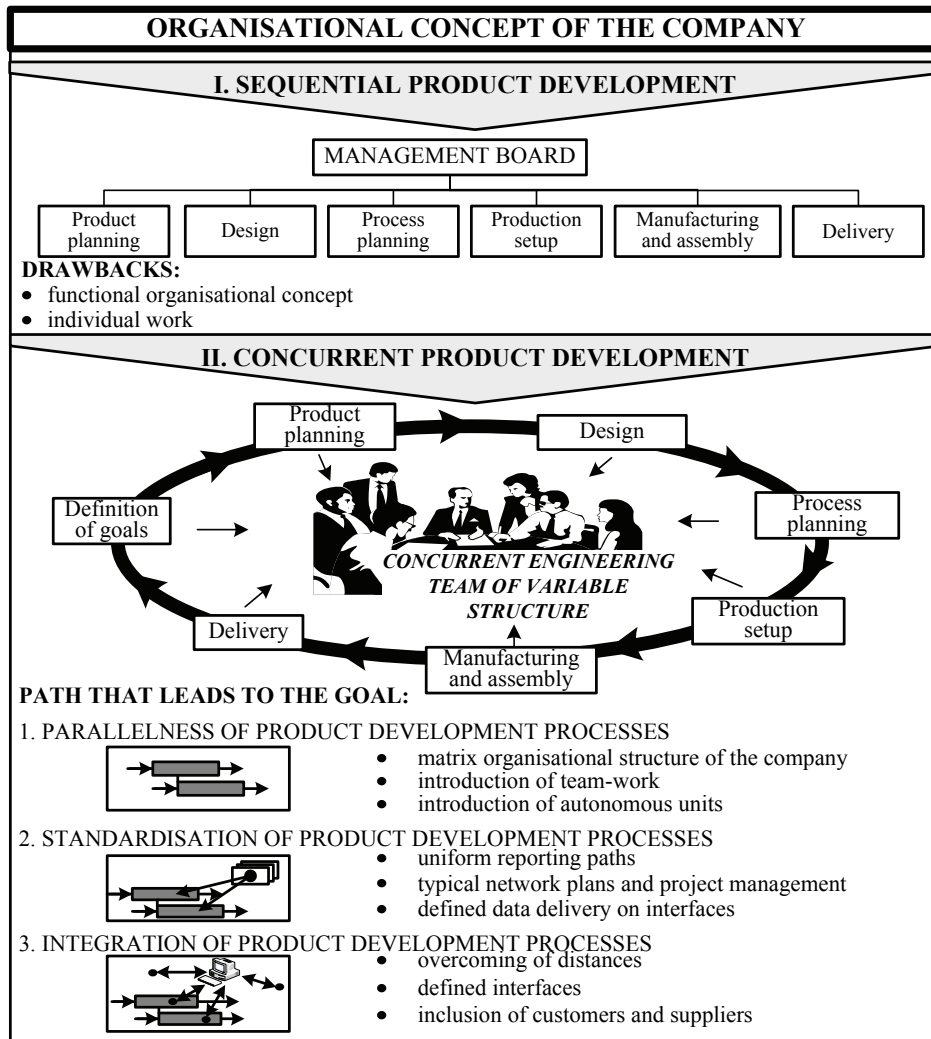 ORGANISATIONAL CONCEPT OF THE COMPANY
I. SEQUENTIAL PRODUCT DEVELOPMENT
MANAGEMENT BOARD
Product
planning
Design
Process
planning
Production
setup
Manufacturing
and assembly
Delivery
DRAWBACKS:
• functional organisational concept
• individual work
II. CONCURRENT PRODUCT DEVELOPMENT
Product
planning
Design
Definition
of goals
Process
planning
CONCURRENT ENGINEERING
TEAM OF VARIABLE
STRUCTURE
Delivery
Production
setup
Manufacturing
and assembly
PATH THAT LEADS TO THE GOAL:
1. PARALLELNESS OF PRODUCT DEVELOPMENT PROCESSES
• matrix organisational structure of the company
• introduction of team-work
• introduction of autonomous units
2. STANDARDISATION OF PRODUCT DEVELOPMENT PROCESSES
• uniform reporting paths
• typical network plans and project management
• defined data delivery on interfaces
3. INTEGRATION OF PRODUCT DEVELOPMENT PROCESSES
• overcoming of distances
• defined interfaces
• inclusion of customers and suppliers